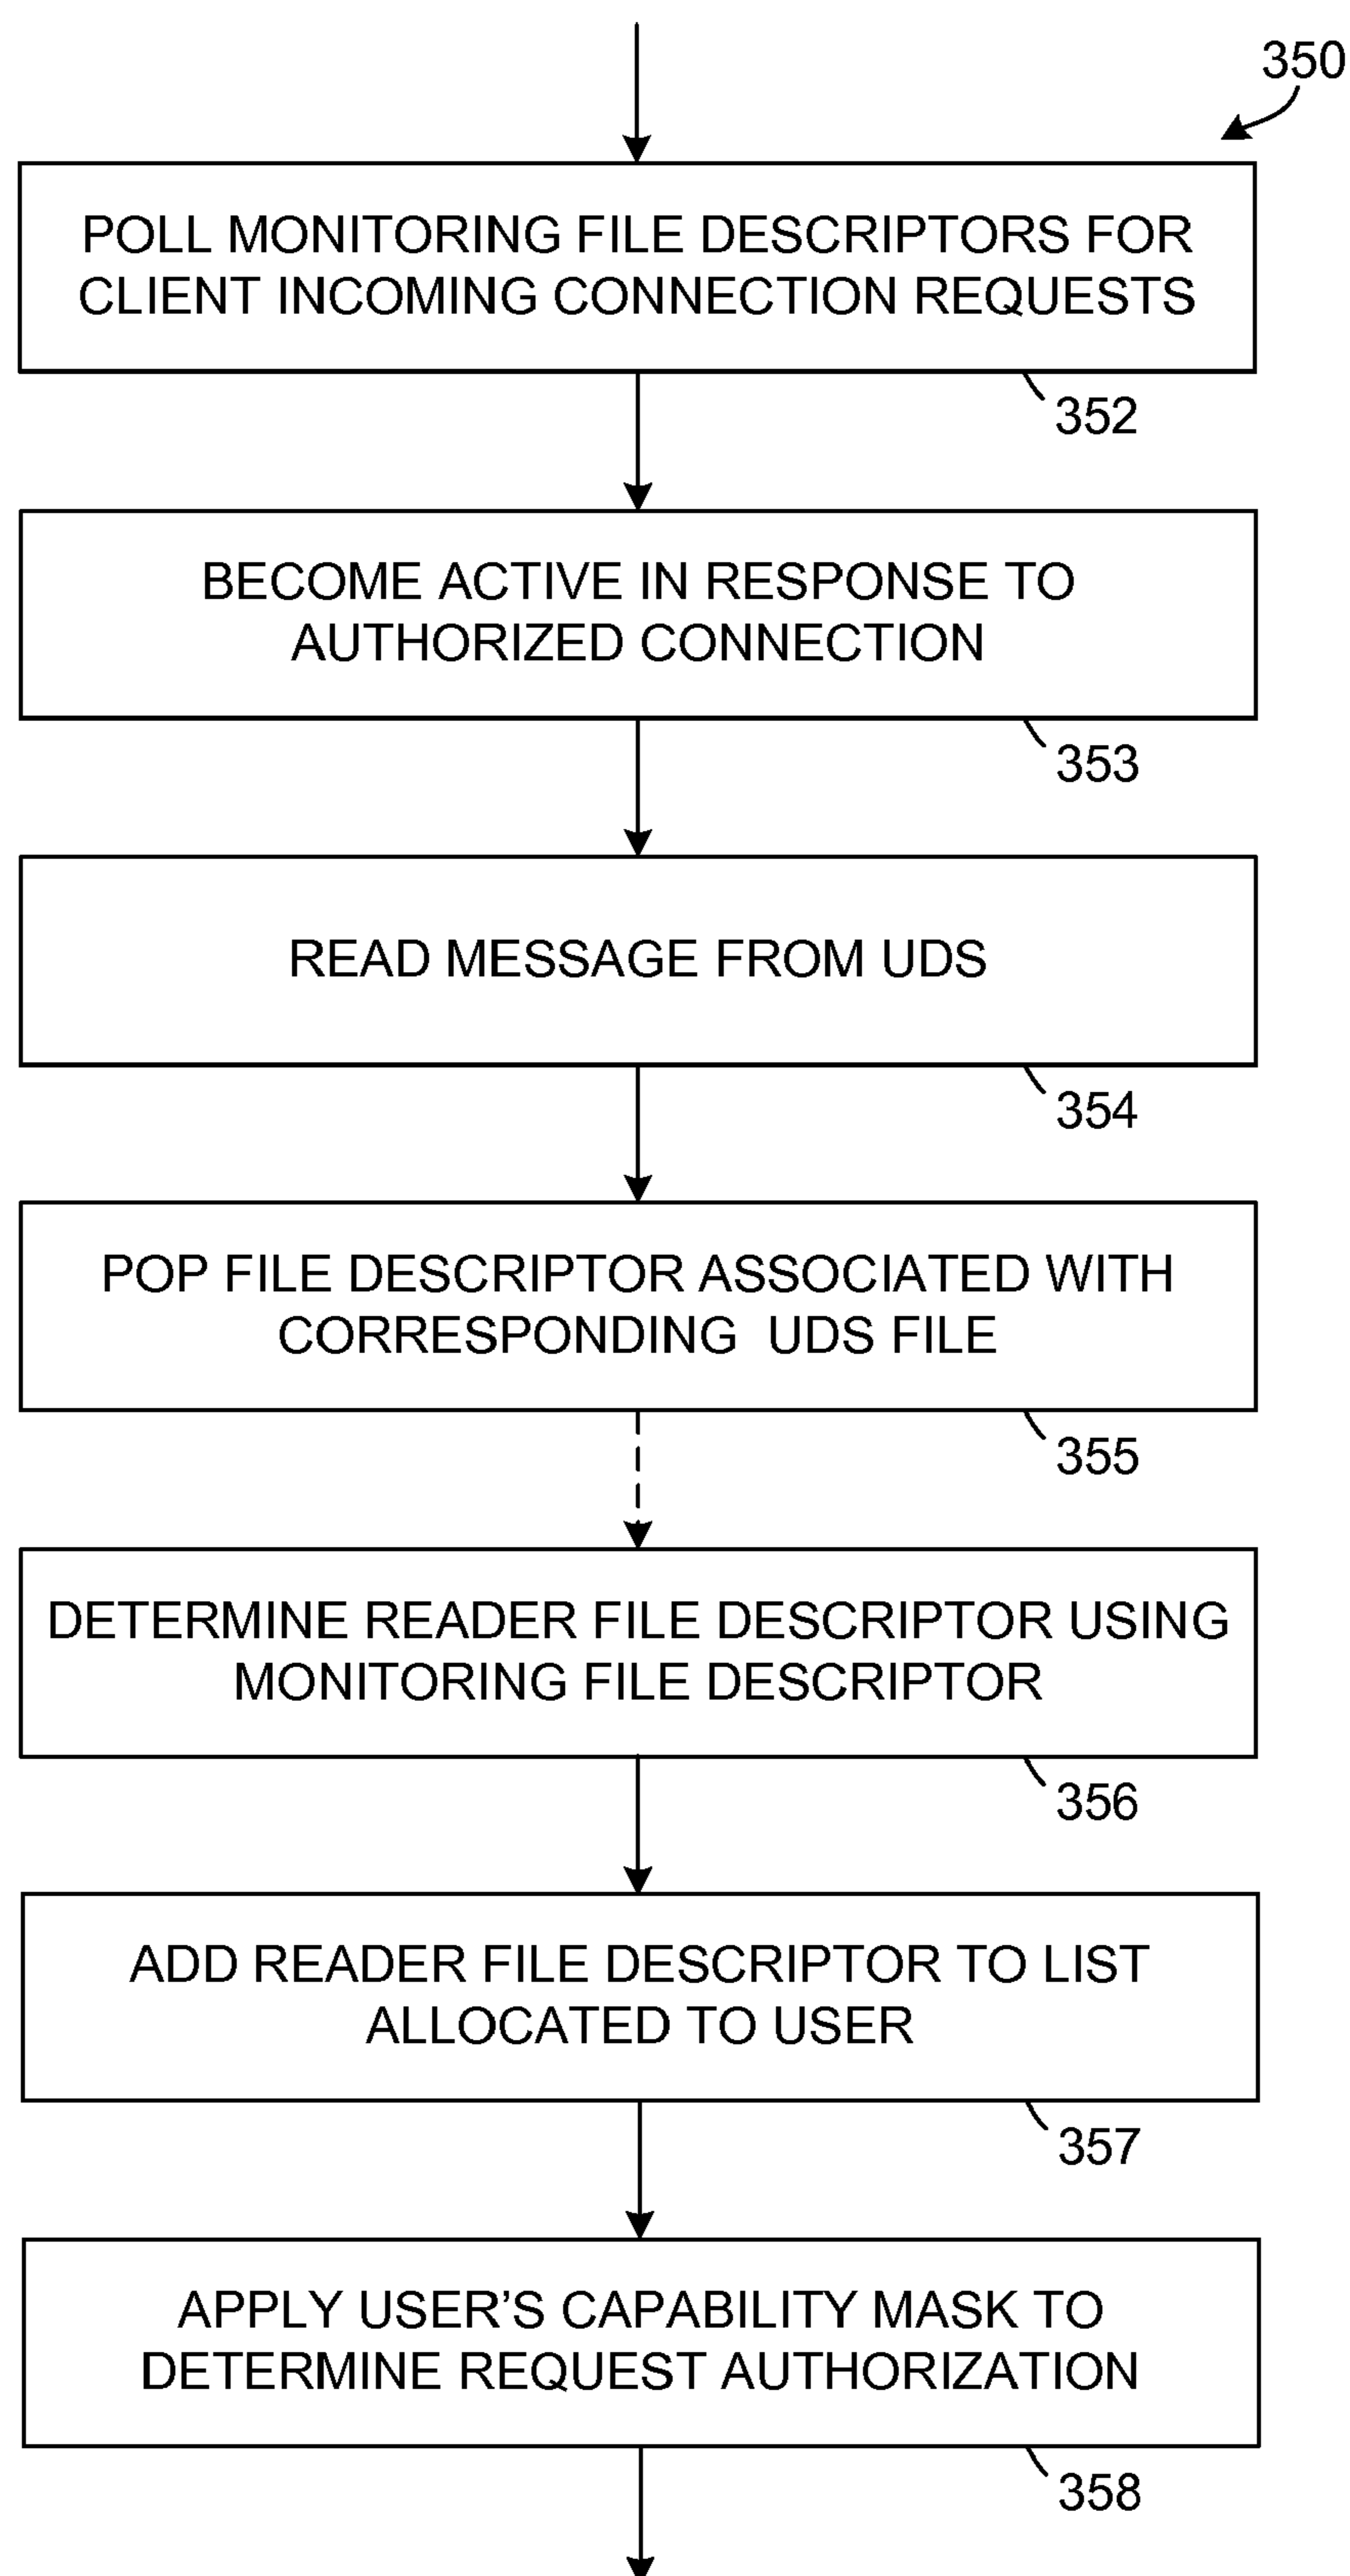 350
POLL MONITORING FILE DESCRIPTORS FOR
CLIENT INCOMING CONNECTION REQUESTS
352
BECOME ACTIVE IN RESPONSE TO
AUTHORIZED CONNECTION
353
READ MESSAGE FROM UDS
354
POP FILE DESCRIPTOR ASSOCIATED WITH
CORRESPONDING UDS FILE
355
DETERMINE READER FILE DESCRIPTOR USING
MONITORING FILE DESCRIPTOR
356
ADD READER FILE DESCRIPTOR TO LIST
ALLOCATED TO USER
357
APPLY USER’S CAPABILITY MASK TO
DETERMINE REQUEST AUTHORIZATION
358